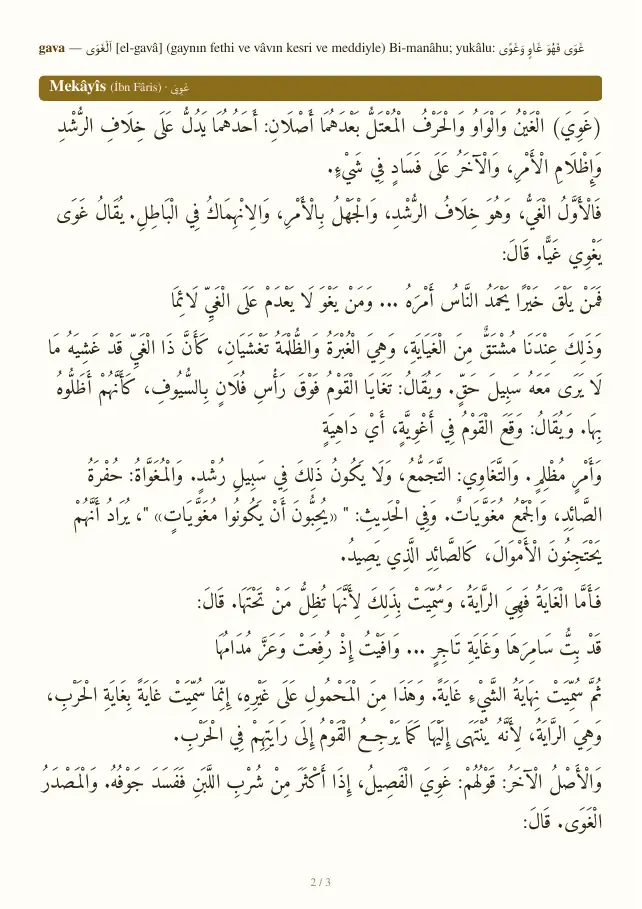 gava — اَلْغَوَى [el-gavâ] (gaynın fethi ve vâvın kesri ve meddiyle) Bi-manâhu; yukâlu: غَوَى فَهُوَ غَاوٍ وَغَوًى
Mekâyîs (İbn Fâris) · غَوِيَ
(غَوِيَ) الْغَيْنُ وَالْوَاوُ وَالْحَرْفُ الْمُعْتَلُّ بَعْدَهُمَا أَصْلَانِ: أَحَدُهُمَا يَدُلُّ عَلَى خِلَافِ الرُّشْدِ
وَإِظْلَامِ الْأَمْرِ، وَالْآخَرُ عَلَى فَسَادٍ فِي شَيْءٍ.
فَالْأَوَّلُ الْغَيُّ، وَهُوَ خِلَافُ الرُّشْدِ، وَالْجَهْلُ بِالْأَمْرِ، وَالِانْهِمَاكُ فِي الْبَاطِلِ. يُقَالُ غَوَى
يَغْوِي غَيًّا. قَالَ:
فَمَنْ يَلْقَ خَيْرًا يَحْمَدُ النَّاسُ أَمْرَهُ ... وَمَنْ يَغْوَ لَا يَعْدَمْ عَلَى الْغَيِّ لَائِمَا
وَذَلِكَ عِنْدَنَا مُشْتَقٌّ مِنَ الْغَيَايَةِ، وَهِيَ الْغُبْرَةُ وَالظُّلْمَةُ تَغْشَيَانِ، كَأَنَّ ذَا الْغَيِّ قَدْ غَشِيَهُ مَا
لَا يَرَى مَعَهُ سَبِيلَ حَقٍّ. وَيُقَالُ: تَغَايَا الْقَوْمُ فَوْقَ رَأْسِ فُلَانٍ بِالسُّيُوفِ، كَأَنَّهُمْ أَظَلُّوهُ
بِهَا. وَيُقَالُ: وَقَعَ الْقَوْمُ فِي أُغْوِيَّةٍ، أَيْ دَاهِيَةٍ
وَأَمْرٍ مُظْلِمٍ. وَالتَّغَاوِي: التَّجَمُّعُ، وَلَا يَكُونُ ذَلِكَ فِي سَبِيلِ رُشْدٍ. وَالْمُغَوَّاةُ: حُفْرَةُ
الصَّائِدِ، وَالْجَمْعُ مُغَوَّيَاتٌ. وَفِي الْحَدِيثِ: " «يُحِبُّونَ أَنْ يَكُونُوا مُغَوَّيَاتٍ» "، يُرَادُ أَنَّهُمْ
يَحْتَجِنُونَ الْأَمْوَالَ، كَالصَّائِدِ الَّذِي يَصِيدُ.
فَأَمَّا الْغَايَةُ فَهِيَ الرَّايَةُ، وَسُمِّيَتْ بِذَلِكَ لِأَنَّهَا تُظِلُّ مَنْ تَحْتَهَا. قَالَ:
قَدْ بِتُّ سَامِرَهَا وَغَايَةِ تَاجِرٍ ... وَافَيْتُ إِذْ رُفِعَتْ وَعَزَّ مُدَامُهَا
ثُمَّ سُمِّيَتْ نِهَايَةُ الشَّيْءِ غَايَةً. وَهَذَا مِنَ الْمَحْمُولِ عَلَى غَيْرِهِ، إِنَّمَا سُمِّيَتْ غَايَةً بِغَايَةِ الْحَرْبِ،
وَهِيَ الرَّايَةُ، لِأَنَّهُ يُنْتَهَى إِلَيْهَا كَمَا يَرْجِعُ الْقَوْمُ إِلَى رَايَتِهِمْ فِي الْحَرْبِ.
وَالْأَصْلُ الْآخَرُ: قَوْلُهُمْ: غَوِيَ الْفَصِيلُ، إِذَا أَكْثَرَ مِنْ شُرْبِ اللَّبَنِ فَفَسَدَ جَوْفُهُ. وَالْمَصْدَرُ
الْغَوَى. قَالَ:
2 / 3